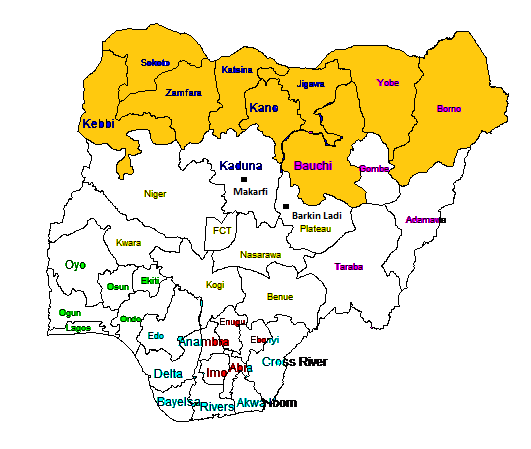 Sokoto
Katsina
Jigawa
Yobe
Zamfara
Kano
Borno
Kebbi
Kaduna
Bauchi
Gombe
Makarfi
Niger
Barkin Ladi
Plateau
Adamawa
FCT
Kwara
Nasarawa
Oyo
Taraba
Osun
Ekiti
Kogi
Benue
Ogun
Lagos
Ondo
Edo
Enugu
Anambra
Ebonyi
Cross River
Delta
Imo
Abia
Bayelsa
Rivers
Akwa Ibom